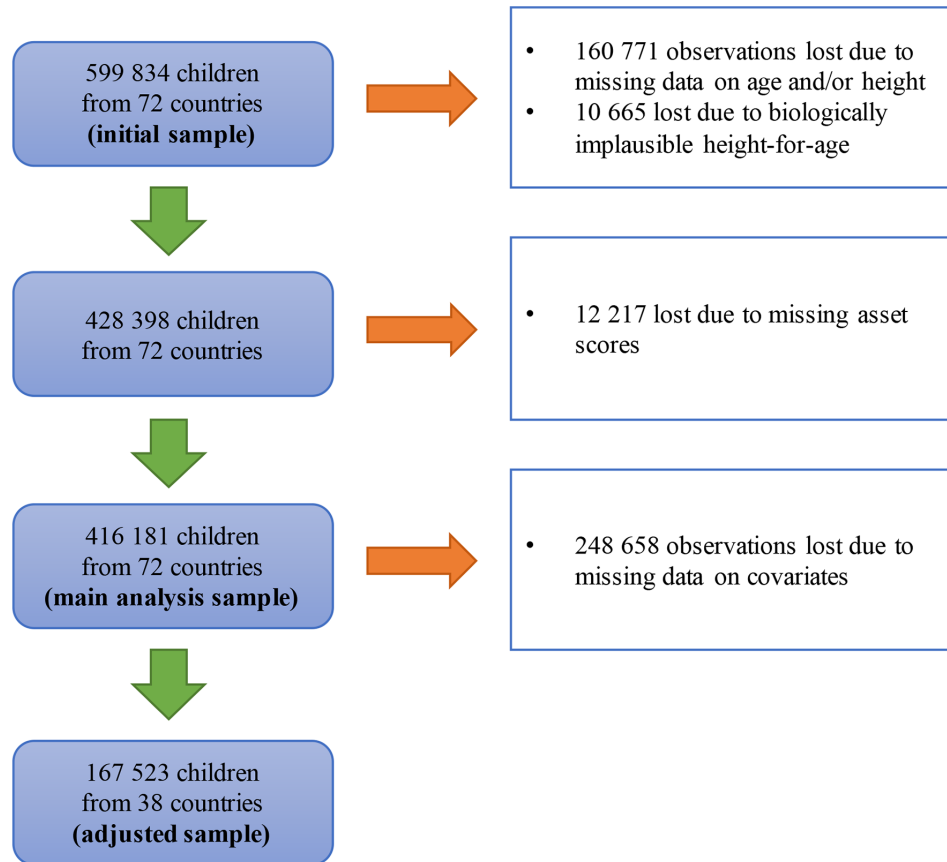 599 834 children
from 72 countries
(initial sample)
• 160 771 observations lost due to
missing data on age and/or height
• 10 665 lost due to biologically
implausible height-for-age
428 398 children
from 72 countries
• 12 217 lost due to missing asset
scores
416 181 children
from 72 countries
(main analysis sample)
• 248 658 observations lost due to
missing data on covariates
167 523 children
from 38 countries
(adjusted sample)